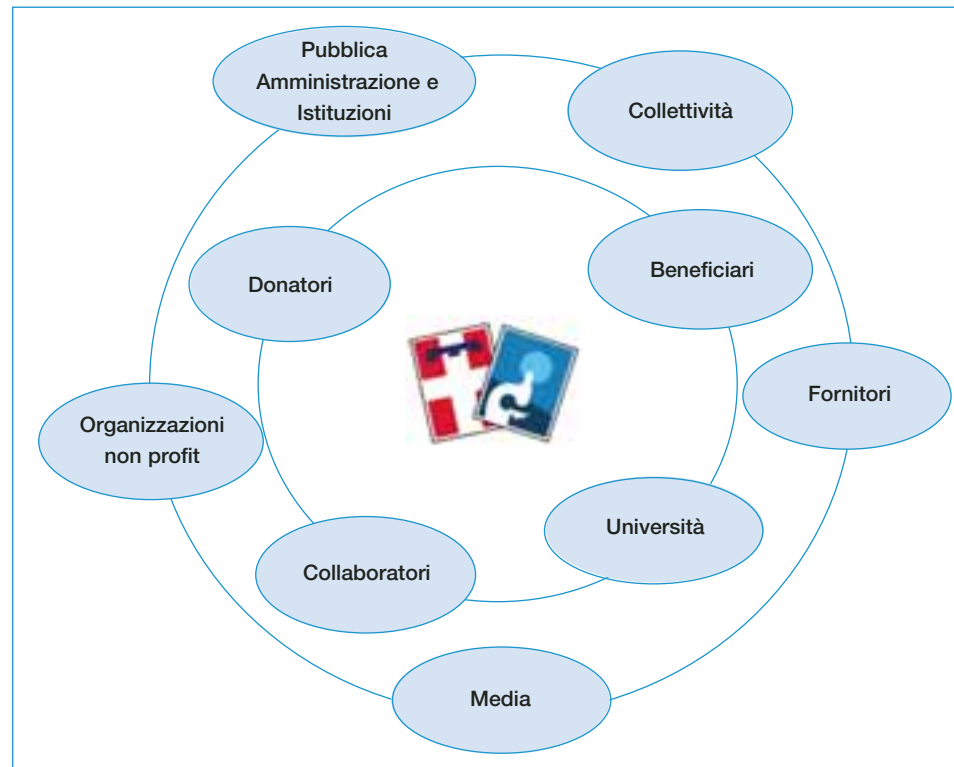 Pubblica
Amministrazione e
Istituzioni
Collettività
Donatori
Beneficiari
Fornitori
Organizzazioni
non profit
Università
Collaboratori
Media